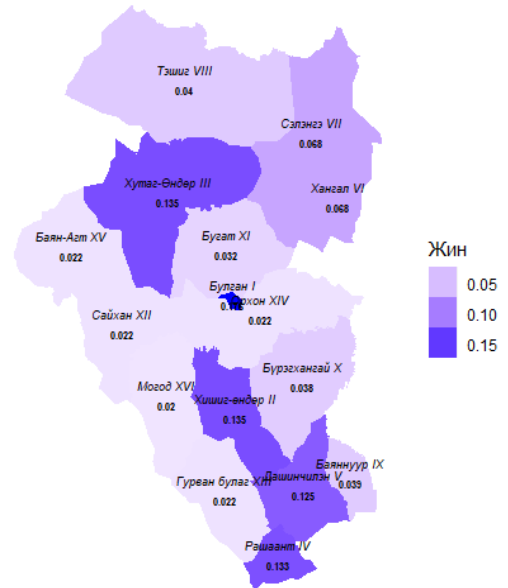 Тэшиг VIII
0.04
Сэлэнгэ VII
0.068
Хутаг-Өндөр III
0.135
Хангал VI
0.068
Баян-Агт XV
0.022
Бугат XI
0.032
Булган I
Орхон XIV
0.022
Сайхан XII
0.022
Бүрэгхангай X
0.038
Могод XVI
0.02
Хишиг-өндөр II
0.135
Баяннуур IX
0.039
Гурван булаг XIII
0.022
Дашинчилэн V
0.125
Рашаант IV
0.133
Жин
0.05
0.10
0.15